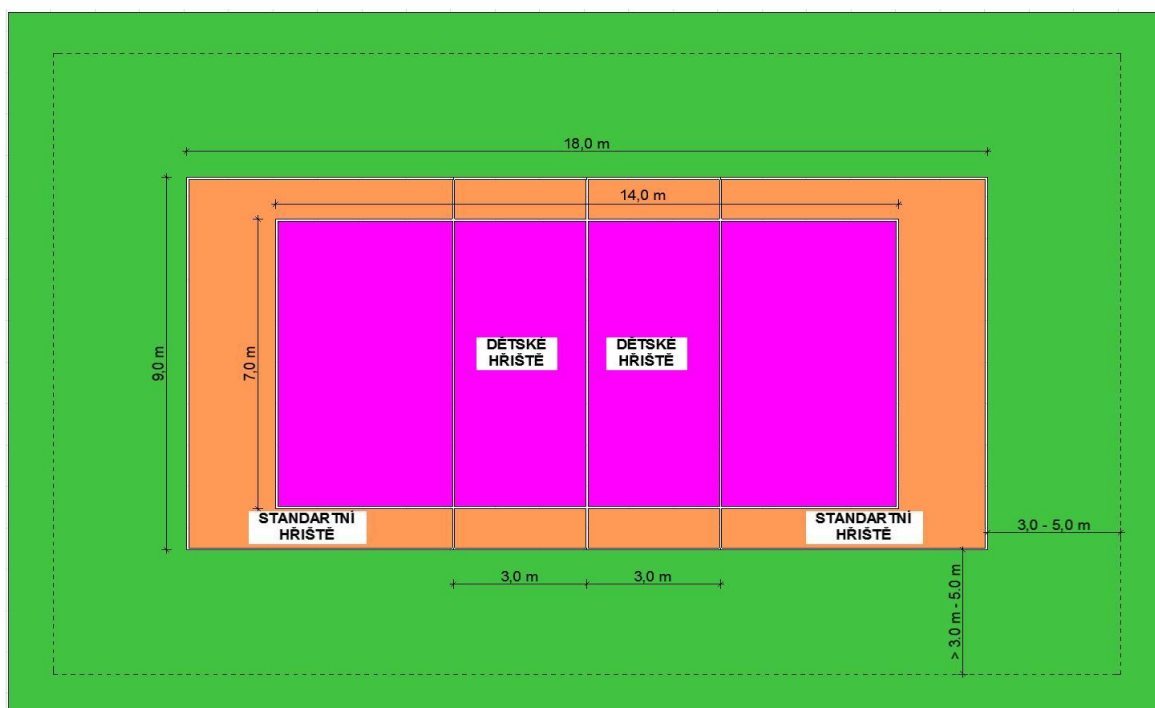 18,0 m
14,0 m
9,0 m
7,0 m
DĚTSKÉ
HŘIŠTĚ
DĚTSKÉ
HŘIŠTĚ
STANDARTNÍ
HŘIŠTĚ
STANDARTNÍ
HŘIŠTĚ
3,0 - 5,0 m
3,0 m
3,0 m
> 3.0 m - 5.0 m